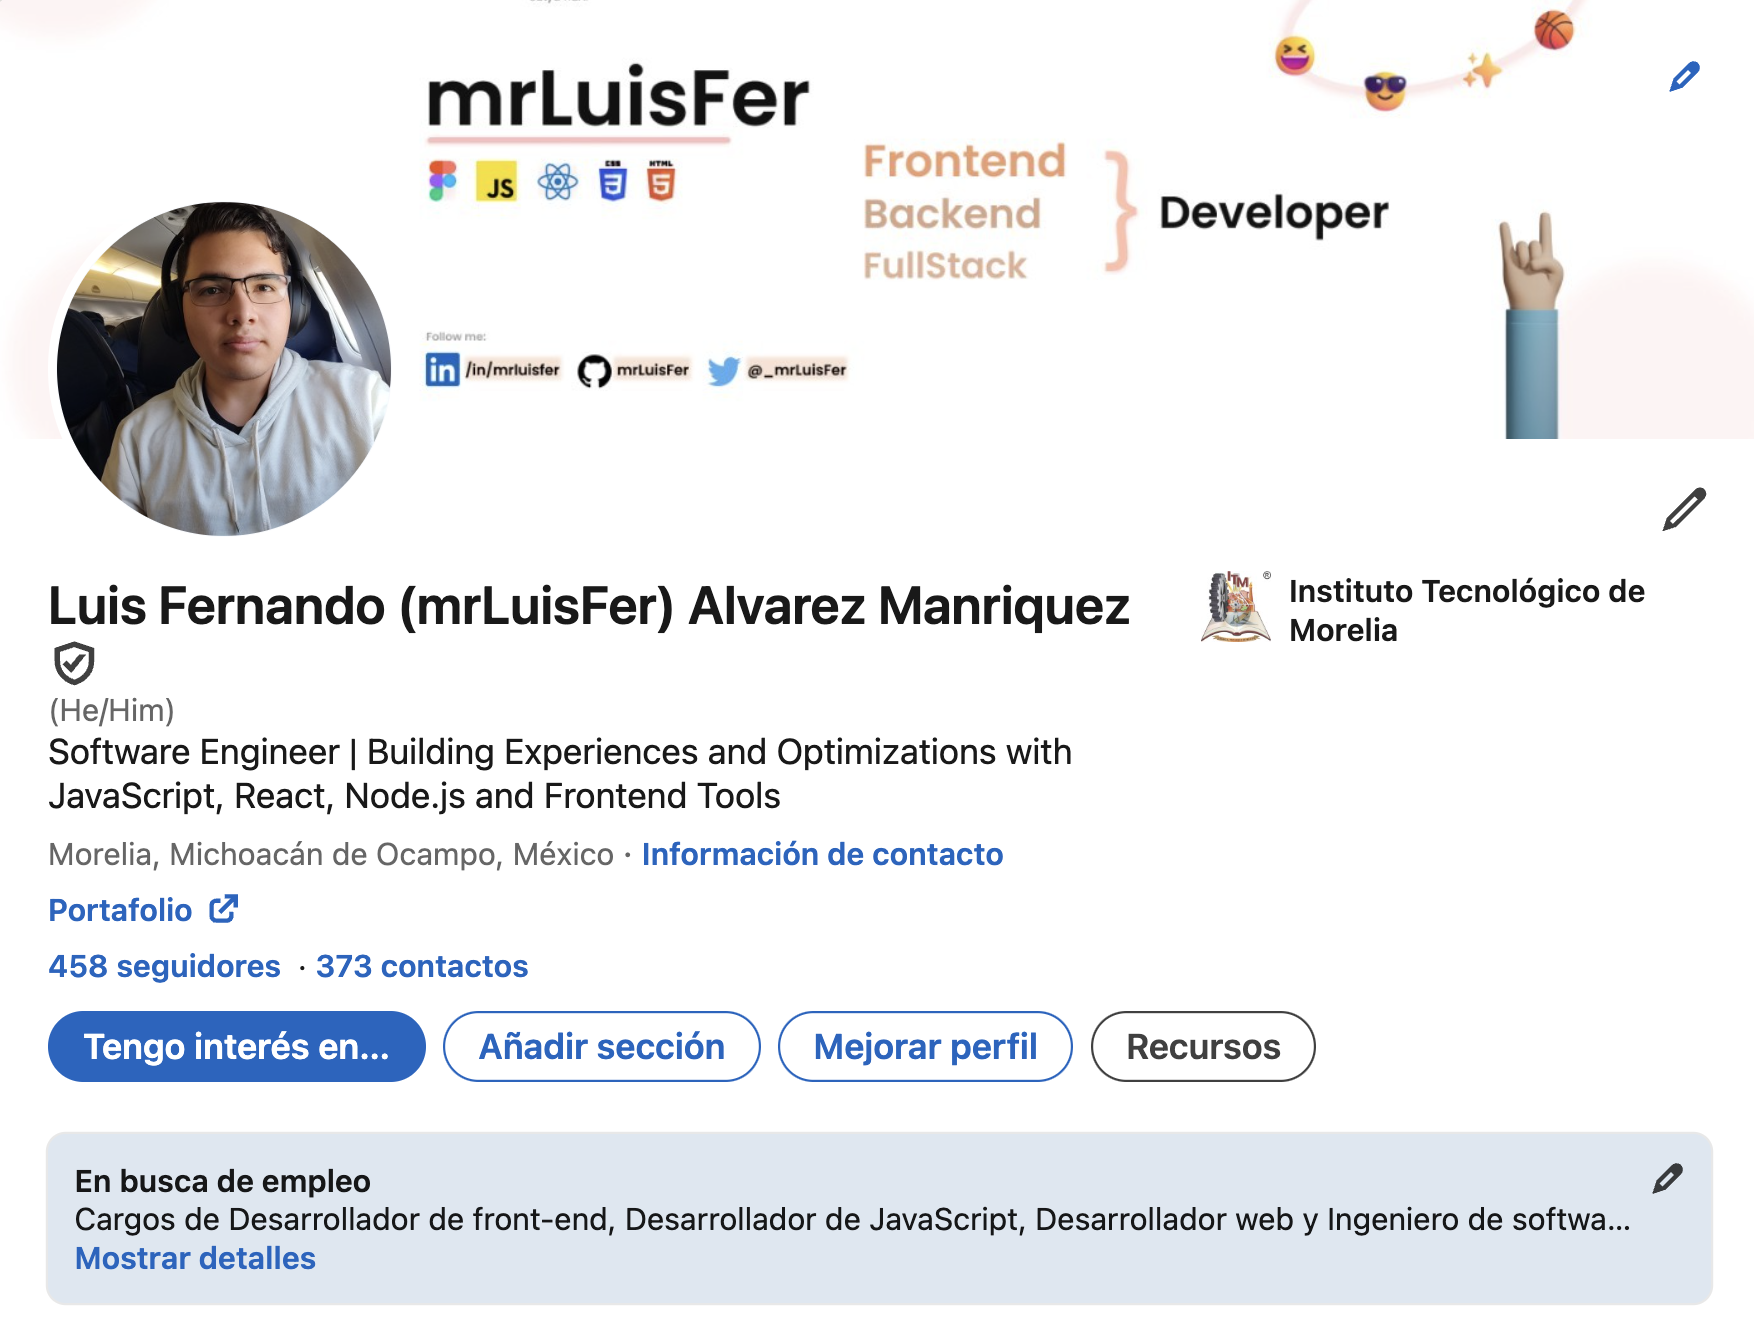 mrLuisFer
JS
CSS
3
HTML
5
Frontend
Backend
FullStack
}
Developer
Follow me:
in /in/mrluisfer mrLuisFer @_mrLuisFer
Luis Fernando (mrLuisFer) Alvarez Manriquez
(He/Him)
Software Engineer | Building Experiences and Optimizations with
JavaScript, React, Node.js and Frontend Tools
Morelia, Michoacán de Ocampo, México · Información de contacto
Portafolio
458 seguidores · 373 contactos
Tengo interés en...
Añadir sección
Mejorar perfil
Recursos
ITM ®
Instituto Tecnológico de
Morelia
En busca de empleo
Cargos de Desarrollador de front-end, Desarrollador de JavaScript, Desarrollador web y Ingeniero de softwa...
Mostrar detalles